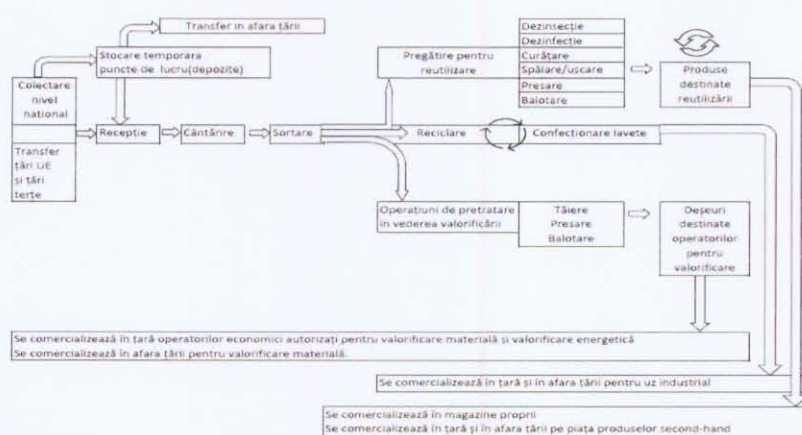 Transfer in afara țării
Stocare temporara
puncte de lucru(depozite)
Colectare
nivel
national
Transfer
țări UE
și țări
terțe
Recepție
Cântărire
Sortare
Pregătire pentru
reutilizare
Dezinsecție
Dezinfecție
Curățare
Spălare/uscare
Presare
Balotare
Produse
destinate
reutilizării
Reciclare
Confecționare lavete
Operațiuni de pretratare
in vederea valorificării
Tăiere
Presare
Balotare
Deșeuri
destinate
operatorilor
pentru
valorificare
Se comercializează în țară operatorilor economici autorizați pentru valorificare materială și valorificare energetică
Se comercializează în afara țării pentru valorificare materială.
Se comercializează în țară și în afara țării pentru uz industrial
Se comercializează în magazine proprii
Se comercializează în țară și în afara țării pe piața produselor second-hand